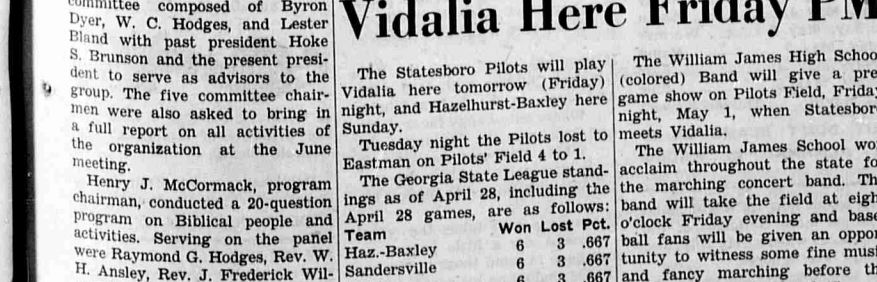 committee composed of Byron
Dyer, W. C. Hodges, and Lester
Bland with past president Hoke
S. Brunson and the present presi-
dent to serve as advisors to the
group. The five committee chair-
men were also asked to bring in
a full report on all activities of
the organization at the June
meeting.
Henry J. McCormack, program
chairman, conducted a 20-question
program on Biblical people and
activities. Serving on the panel
were Raymond G. Hodges, Rev. W.
H. Ansley, Rev. J. Frederick Wil-
Vidalia Here Friday PM
The Statesboro Pilots will play
Vidalia here tomorrow (Friday)
night, and Hazelhurst-Baxley here
Sunday.
Tuesday night the Pilots lost to
Eastman on Pilots' Field 4 to 1.
The Georgia State League stand-
ings as of April 28, including the
April 28 games, are as follows:
Team Won Lost Pct.
Haz.-Baxley 6 3 .667
Sandersville 6 3 .667
6 3 .667
The William James High Schoo
(colored) Band will give a pre
game show on Pilots Field, Frida
night, May 1, when Statesbor
meets Vidalia.
The William James School wo
acclaim throughout the state fo
the marching concert band. Th
band will take the field at eigh
o'clock Friday evening and base
ball fans will be given an oppor
tunity to witness some fine musi
and fancy marching before th